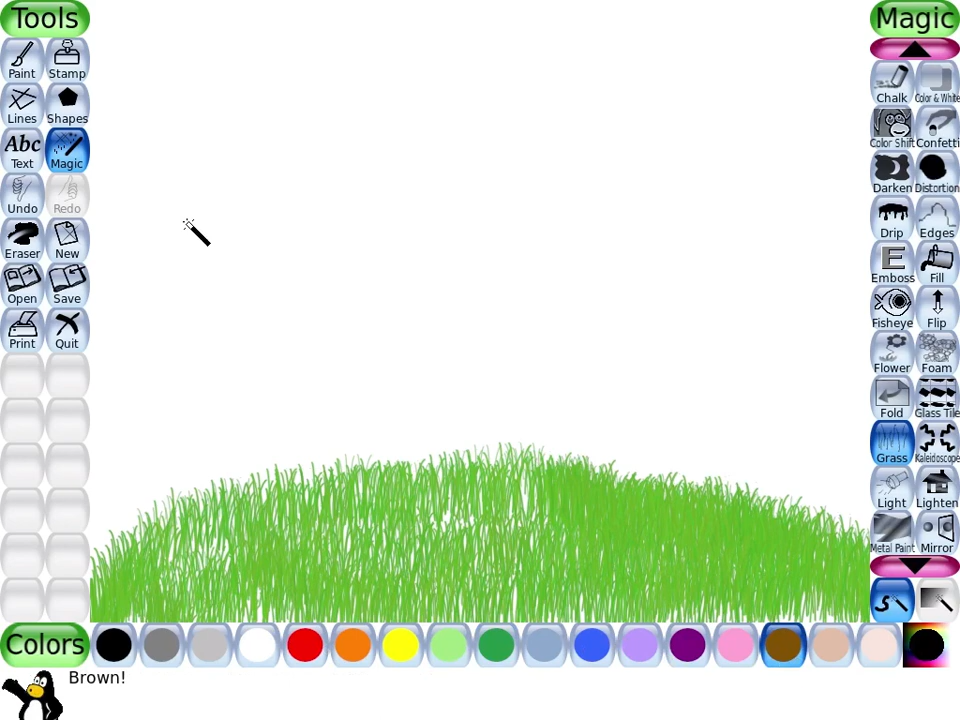 Tools
Magic
Paint Stamp
Lines Shapes
Abc
Text Magic
Undo Redo
Eraser New
Open Save
Print Quit
Chalk Color & White
Color Shift Confetti
Darken Distortion
Drip Edges
E
Emboss Fill
Fisheye Flip
Flower Foam
Fold Glass Tile
Grass Kaleidoscope
Light Lighten
Metal Paint Mirror
Colors
Brown!